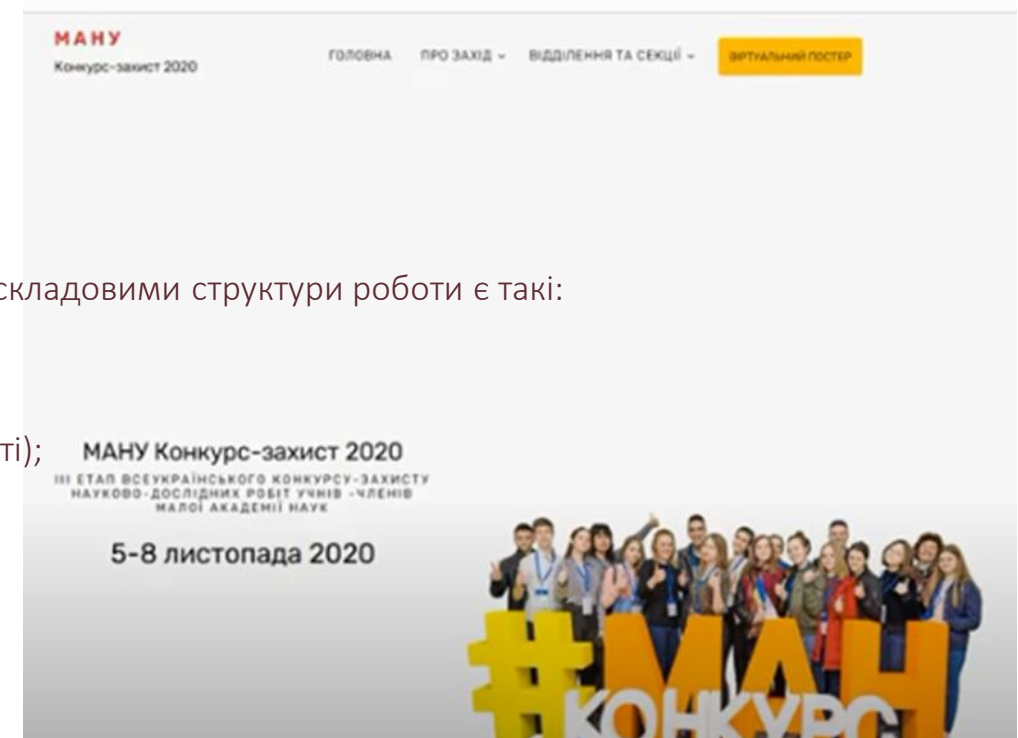 МАНУ
Конкурс-захист 2020
ГОЛОВНА ПРО ЗАХІД ВІДДІЛЕННЯ ТА СЕКЦІЇ ВІРТУАЛЬНИЙ ПОСТЕР
складовими структури роботи є такі:
ті);
МАНУ Конкурс-захист 2020
ІІІ ЕТАП ВСЕУКРАЇНСЬКОГО КОНКУРСУ-ЗАХИСТУ
НАУКОВО-ДОСЛІДНИХ РОБІТ УЧНІВ -ЧЛЕНІВ
МАЛОЇ АКАДЕМІЇ НАУК
5-8 листопада 2020
#МАН
КОНКУРС